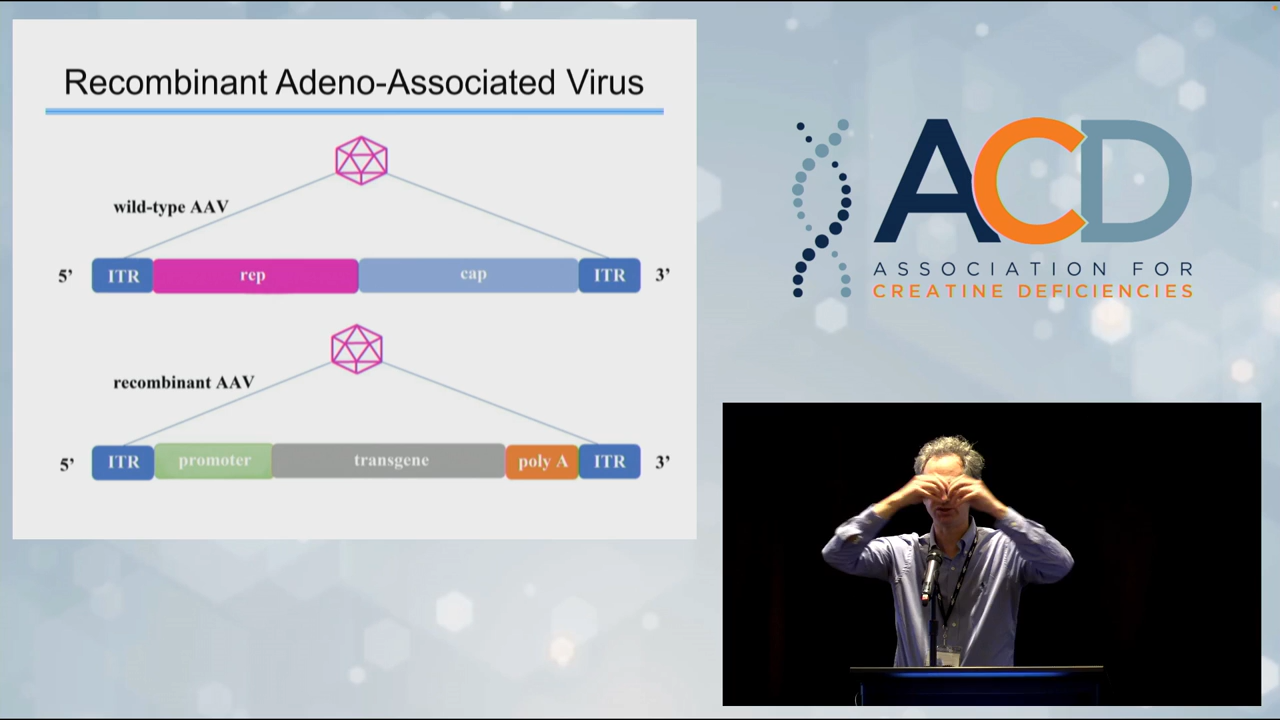 Recombinant Adeno-Associated Virus
wild-type AAV
5’ ITR rep cap ITR 3’
recombinant AAV
5’ ITR promoter transgene poly A ITR 3’
ACD
ASSOCIATION FOR
CREATINE DEFICIENCIES